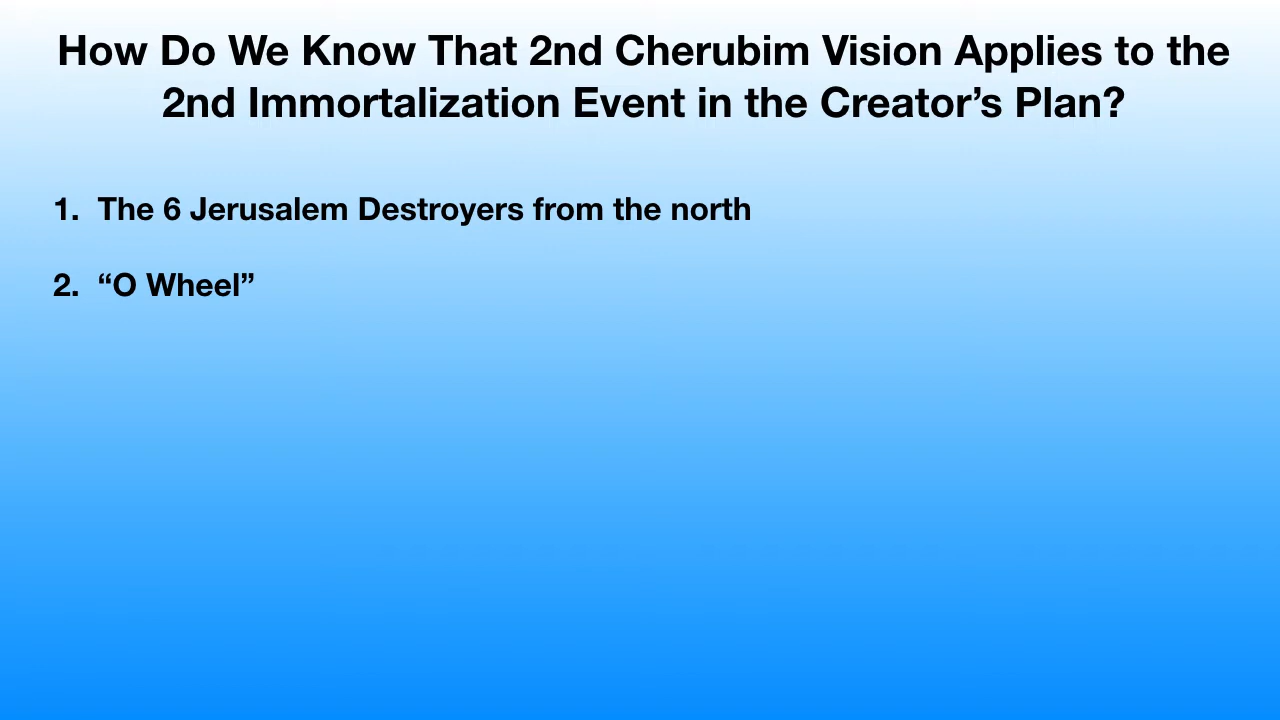 How Do We Know That 2nd Cherubim Vision Applies to the
2nd Immortalization Event in the Creator’s Plan?
1. The 6 Jerusalem Destroyers from the north
2. “O Wheel”